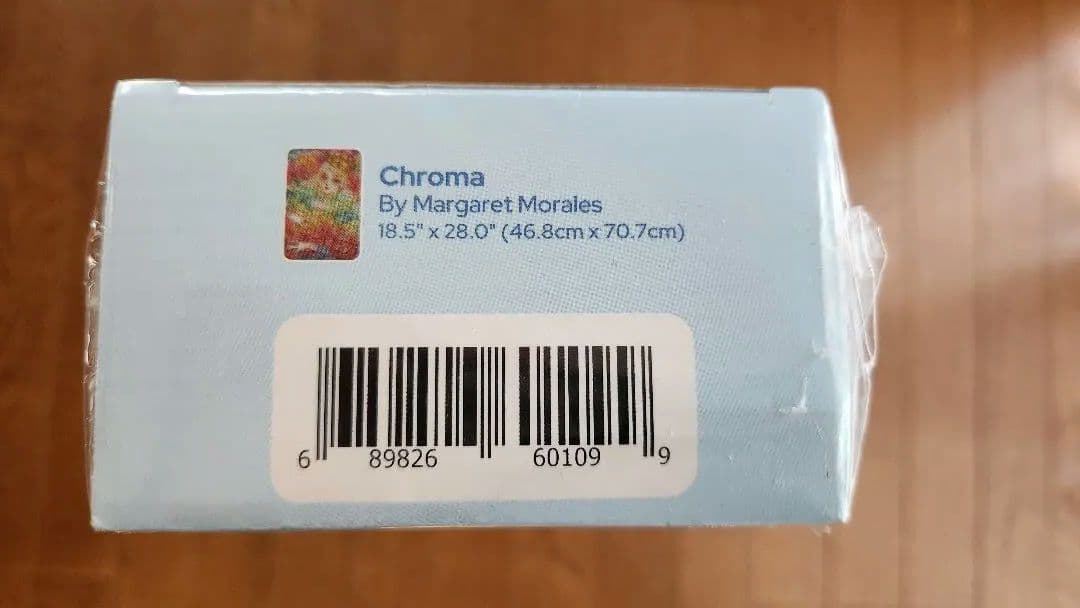 Chroma
By Margaret Morales
18.5" x 28.0" (46.8cm x 70.7cm)
6 89826 60109 9